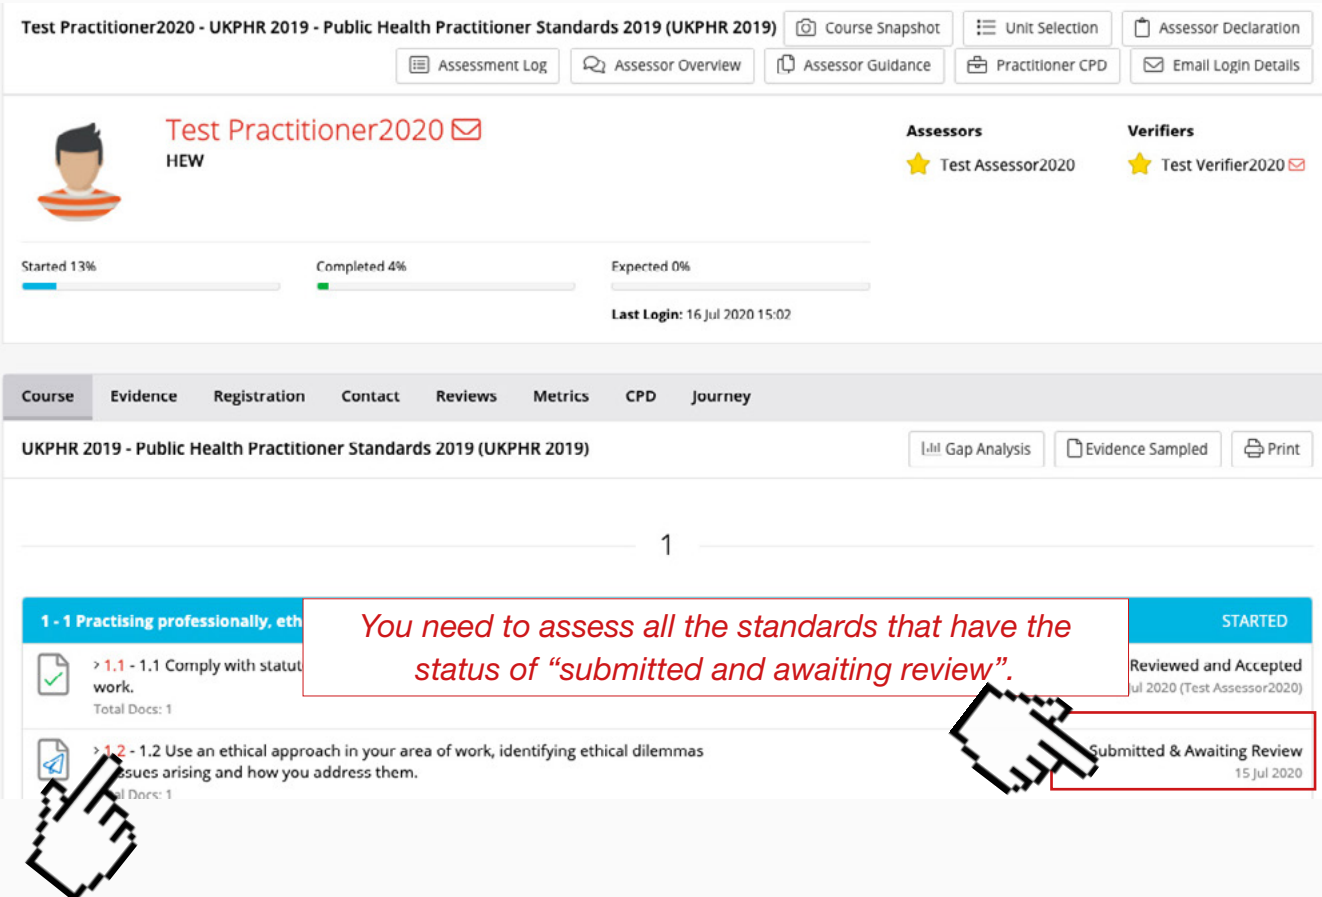 Test Practitioner2020 - UKPHR 2019 - Public Health Practitioner Standards 2019 (UKPHR 2019)
Course Snapshot
Unit Selection
Assessor Declaration
Assessment Log
Assessor Overview
Assessor Guidance
Practitioner CPD
Email Login Details
Test Practitioner2020
HEW
Assessors
Test Assessor2020
Verifiers
Test Verifier2020
Started 13%
Completed 4%
Expected 0%
Last Login: 16 Jul 2020 15:02
Course Evidence Registration Contact Reviews Metrics CPD Journey
UKPHR 2019 - Public Health Practitioner Standards 2019 (UKPHR 2019)
Gap Analysis
Evidence Sampled
Print
1
1 - 1 Practising professionally, eth
STARTED
You need to assess all the standards that have the
status of “submitted and awaiting review”.
> 1.1 - 1.1 Comply with statut
work.
Total Docs: 1
Reviewed and Accepted
2020 (Test Assessor2020)
> 1.2 - 1.2 Use an ethical approach in your area of work, identifying ethical dilemmas
arising and how you address them.
Docs: 1
Submitted & Awaiting Review
15 Jul 2020